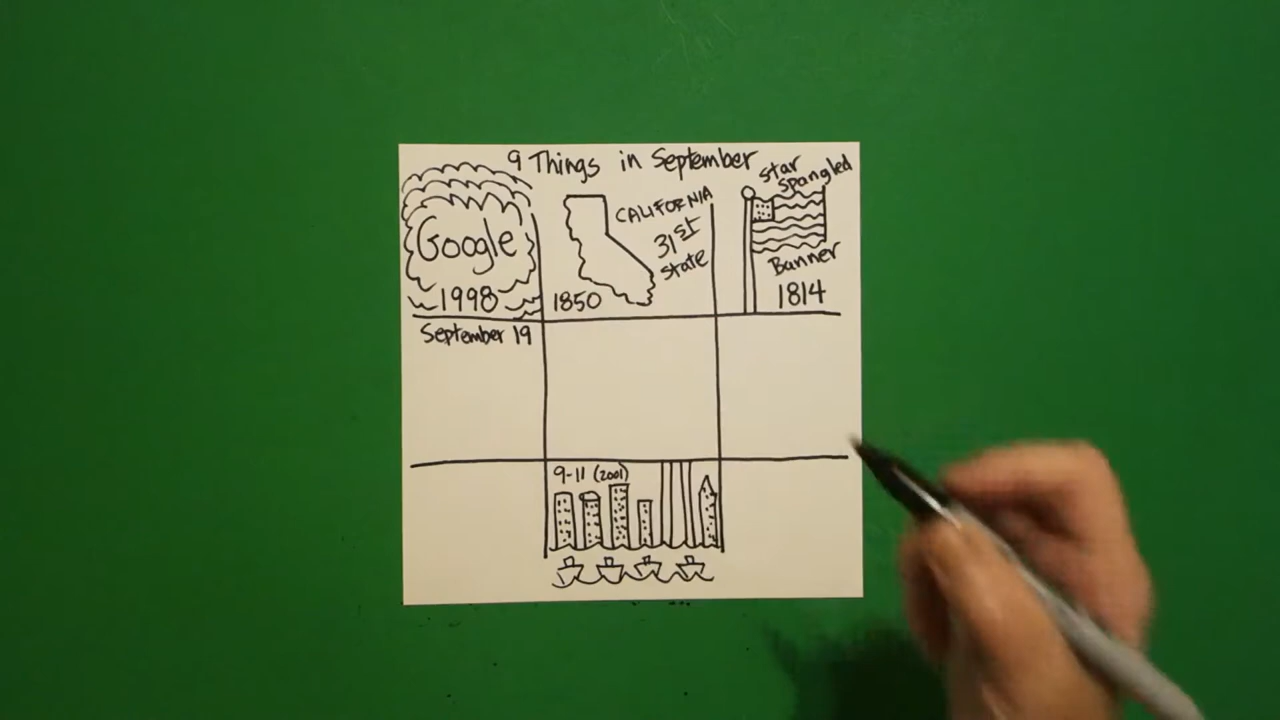 9 Things in September
Google
1998
CALIFORNIA
31st
State
1850
Star
Spangled
Banner
1814
September 19
9-11 (2001)